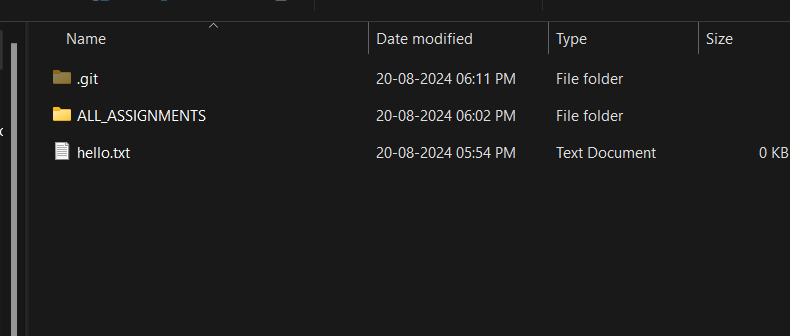 Name Date modified Type Size
.git 20-08-2024 06:11 PM File folder
ALL_ASSIGNMENTS 20-08-2024 06:02 PM File folder
hello.txt 20-08-2024 05:54 PM Text Document 0 KB